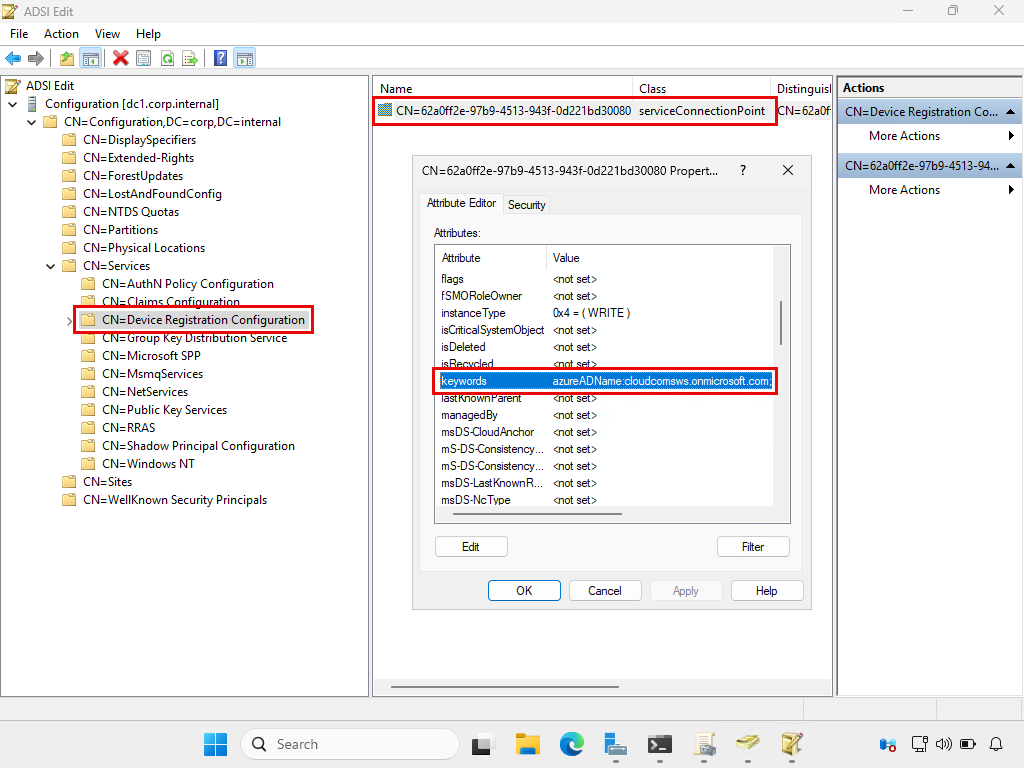 ADSI Edit
File Action View Help
ADSI Edit
Configuration [dc1.corp.internal]
CN=Configuration,DC=corp,DC=internal
CN=DisplaySpecifiers
CN=Extended-Rights
CN=ForestUpdates
CN=LostAndFoundConfig
CN=NTDS Quotas
CN=Partitions
CN=Physical Locations
CN=Services
CN=AuthN Policy Configuration
CN=Claims Configuration
CN=Device Registration Configuration
CN=Group Key Distribution Service
CN=Microsoft SPP
CN=MsmqServices
CN=NetServices
CN=Public Key Services
CN=RRAS
CN=Shadow Principal Configuration
CN=Windows NT
CN=Sites
CN=WellKnown Security Principals
Name Class Distinguish
CN=62a0ff2e-97b9-4513-943f-0d221bd30080 serviceConnectionPoint CN=62a0ff
CN=62a0ff2e-97b9-4513-943f-0d221bd30080 Propert... ?
Attribute Editor Security
Attributes:
Attribute Value
flags <not set>
fSMORoleOwner <not set>
instanceType 0x4 = ( WRITE )
isCriticalSystemObject <not set>
isDeleted <not set>
isRecycled <not set>
keywords azureADName:cloudcomsws.onmicrosoft.com;
lastKnownParent <not set>
managedBy <not set>
msDS-CloudAnchor <not set>
mS-DS-Consistency... <not set>
mS-DS-Consistency... <not set>
msDS-LastKnownR... <not set>
msDS-NcType <not set>
Edit Filter
OK Cancel Apply Help
Actions
CN=Device Registration Co...
More Actions
CN=62a0ff2e-97b9-4513-94...
More Actions
Search